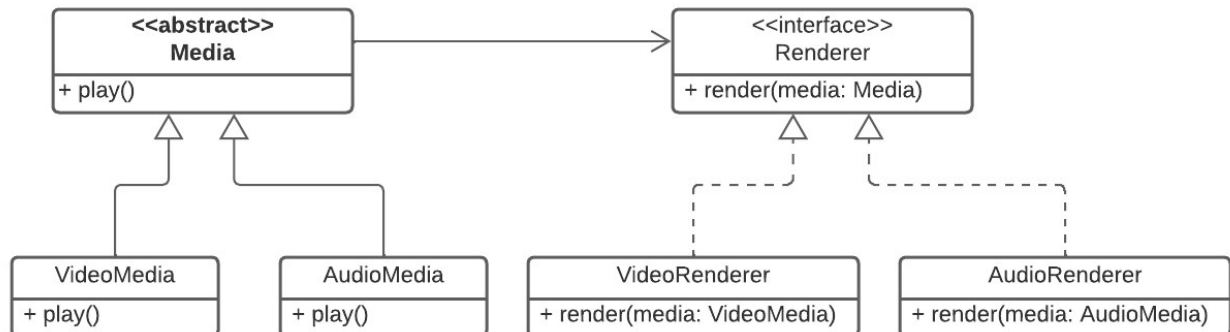 <<abstract>>
Media
+ play()
<<interface>>
Renderer
+ render(media: Media)
VideoMedia
+ play()
AudioMedia
+ play()
VideoRenderer
+ render(media: VideoMedia)
AudioRenderer
+ render(media: AudioMedia)